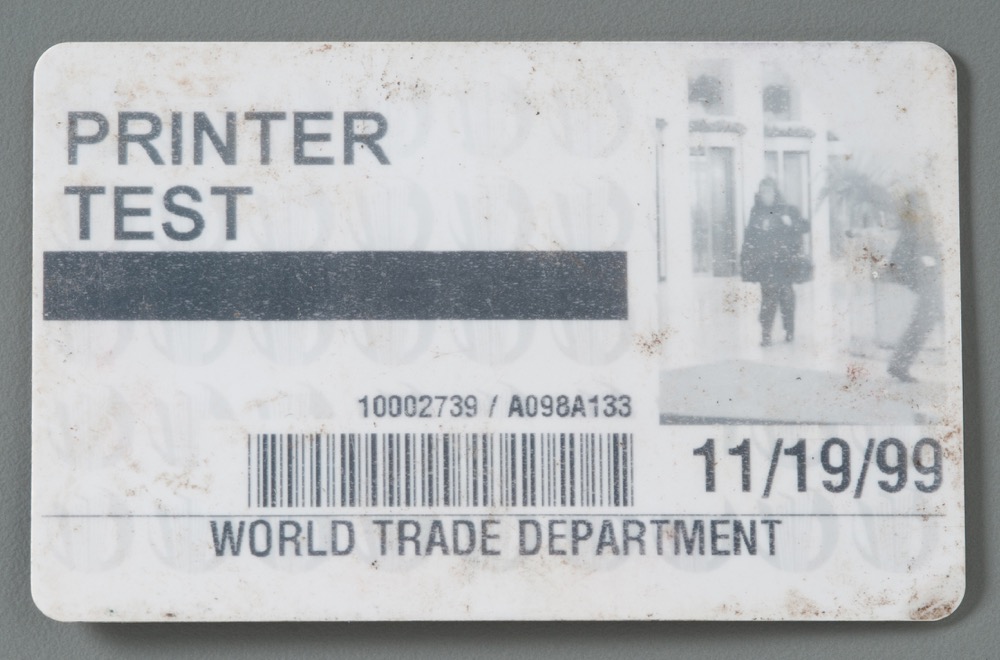 PRINTER
TEST
10002739 / A098A133
11/19/99
WORLD TRADE DEPARTMENT